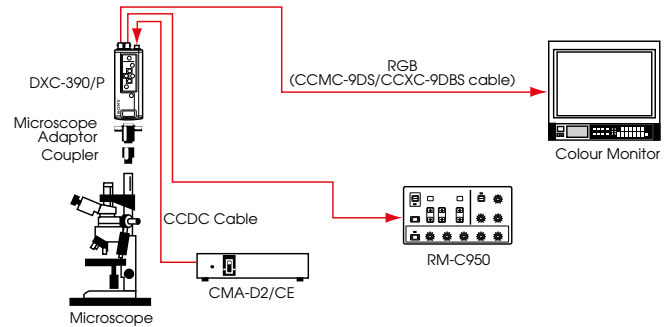 DXC-390/P
RGB
(CCMC-9DS/CCXC-9DBS cable)
Microscope
Adaptor
Coupler
Colour Monitor
CCDC Cable
RM-C950
CMA-D2/CE
Microscope